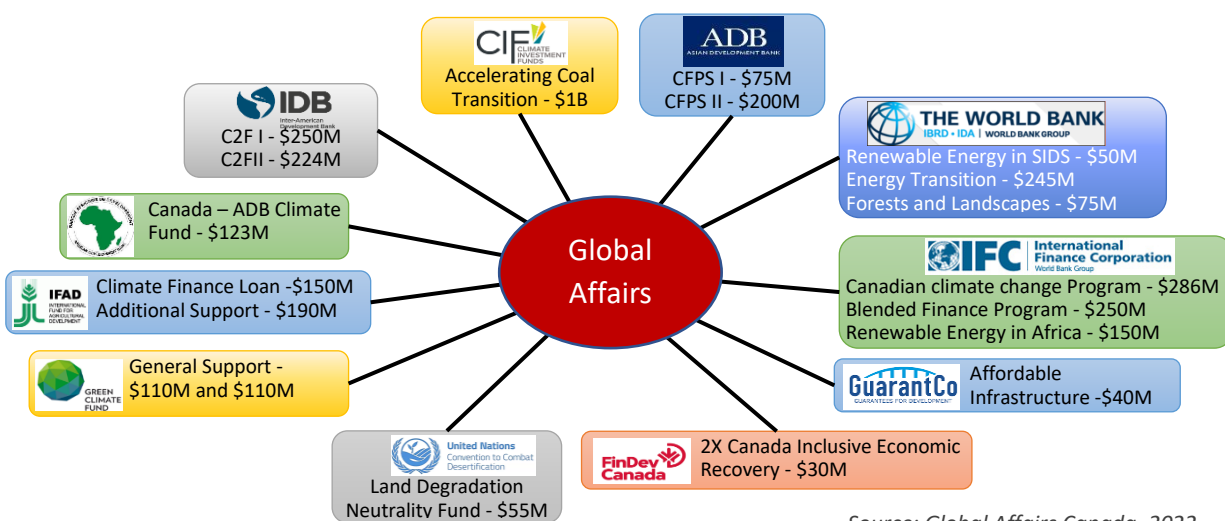 CIF
CLIMATE
INVESTMENT
FUNDS
Accelerating Coal
Transition - $1B
ADB
ASIAN DEVELOPMENT BANK
CFPS I - $75M
CFPS II - $200M
IDB
Inter-American
Development Bank
C2F I - $250M
C2FII - $224M
THE WORLD BANK
IBRD • IDA | WORLD BANK GROUP
Renewable Energy in SIDS - $50M
Energy Transition - $245M
Forests and Landscapes - $75M
Canada – ADB Climate
Fund - $123M
Global
Affairs
IFC
International
Finance Corporation
World Bank Group
Canadian climate change Program - $286M
Blended Finance Program - $250M
Renewable Energy in Africa - $150M
IFAD
INTERNATIONAL
FUND FOR
AGRICULTURAL
DEVELOPMENT
Climate Finance Loan -$150M
Additional Support - $190M
GREEN
CLIMATE
FUND
General Support -
$110M and $110M
GuarantCo
GUARANTEES FOR DEVELOPMENT
Affordable
Infrastructure -$40M
United Nations
Convention to Combat
Desertification
Land Degradation
Neutrality Fund - $55M
FinDev
Canada
2X Canada Inclusive Economic
Recovery - $30M
Source: Global Affairs Canada, 2022